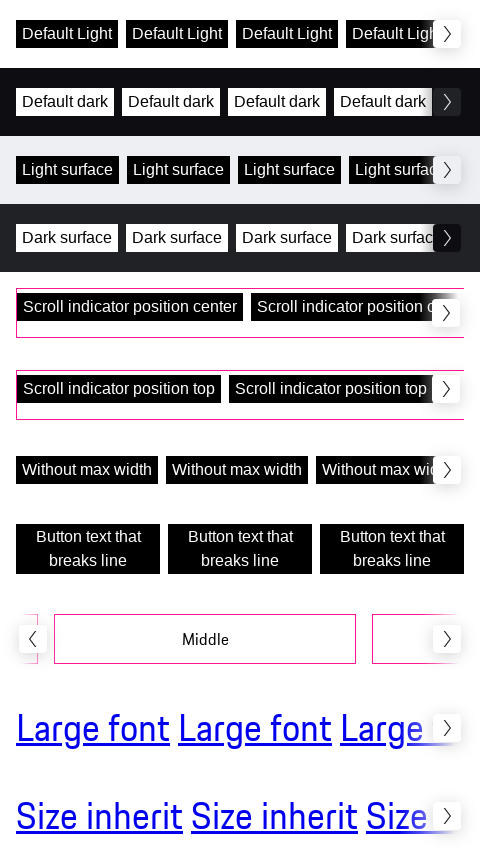 Default Light Default Light Default Light Default Light
Default dark Default dark Default dark Default dark
Light surface Light surface Light surface Light surface
Dark surface Dark surface Dark surface Dark surface
Scroll indicator position center Scroll indicator position
Scroll indicator position top Scroll indicator position top
Without max width Without max width Without max
Button text that Button text that Button text that
breaks line breaks line breaks line
Middle
Large font Large font Large
Size inherit Size inherit Size